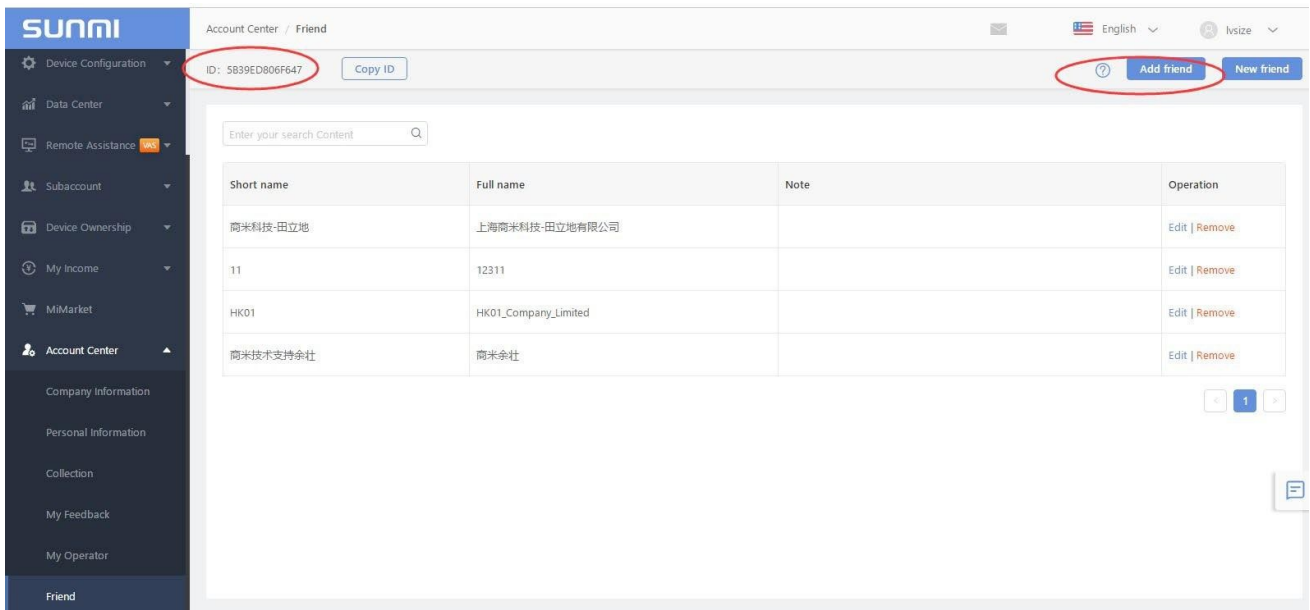 SUNMI
Account Center / Friend
English
lvsize
ID: 5B39ED806F647
Copy ID
Add friend
New friend
Device Configuration
Data Center
Remote Assistance VAS
Subaccount
Device Ownership
My Income
MiMarket
Account Center
Company Information
Personal Information
Collection
My Feedback
My Operator
Friend
Enter your search Content
Short name Full name Note Operation
商米科技-田立地 上海商米科技-田立地有限公司 Edit | Remove
11 12311 Edit | Remove
HK01 HK01_Company_Limited Edit | Remove
商米技术支持余壮 商米余壮 Edit | Remove
< 1 >